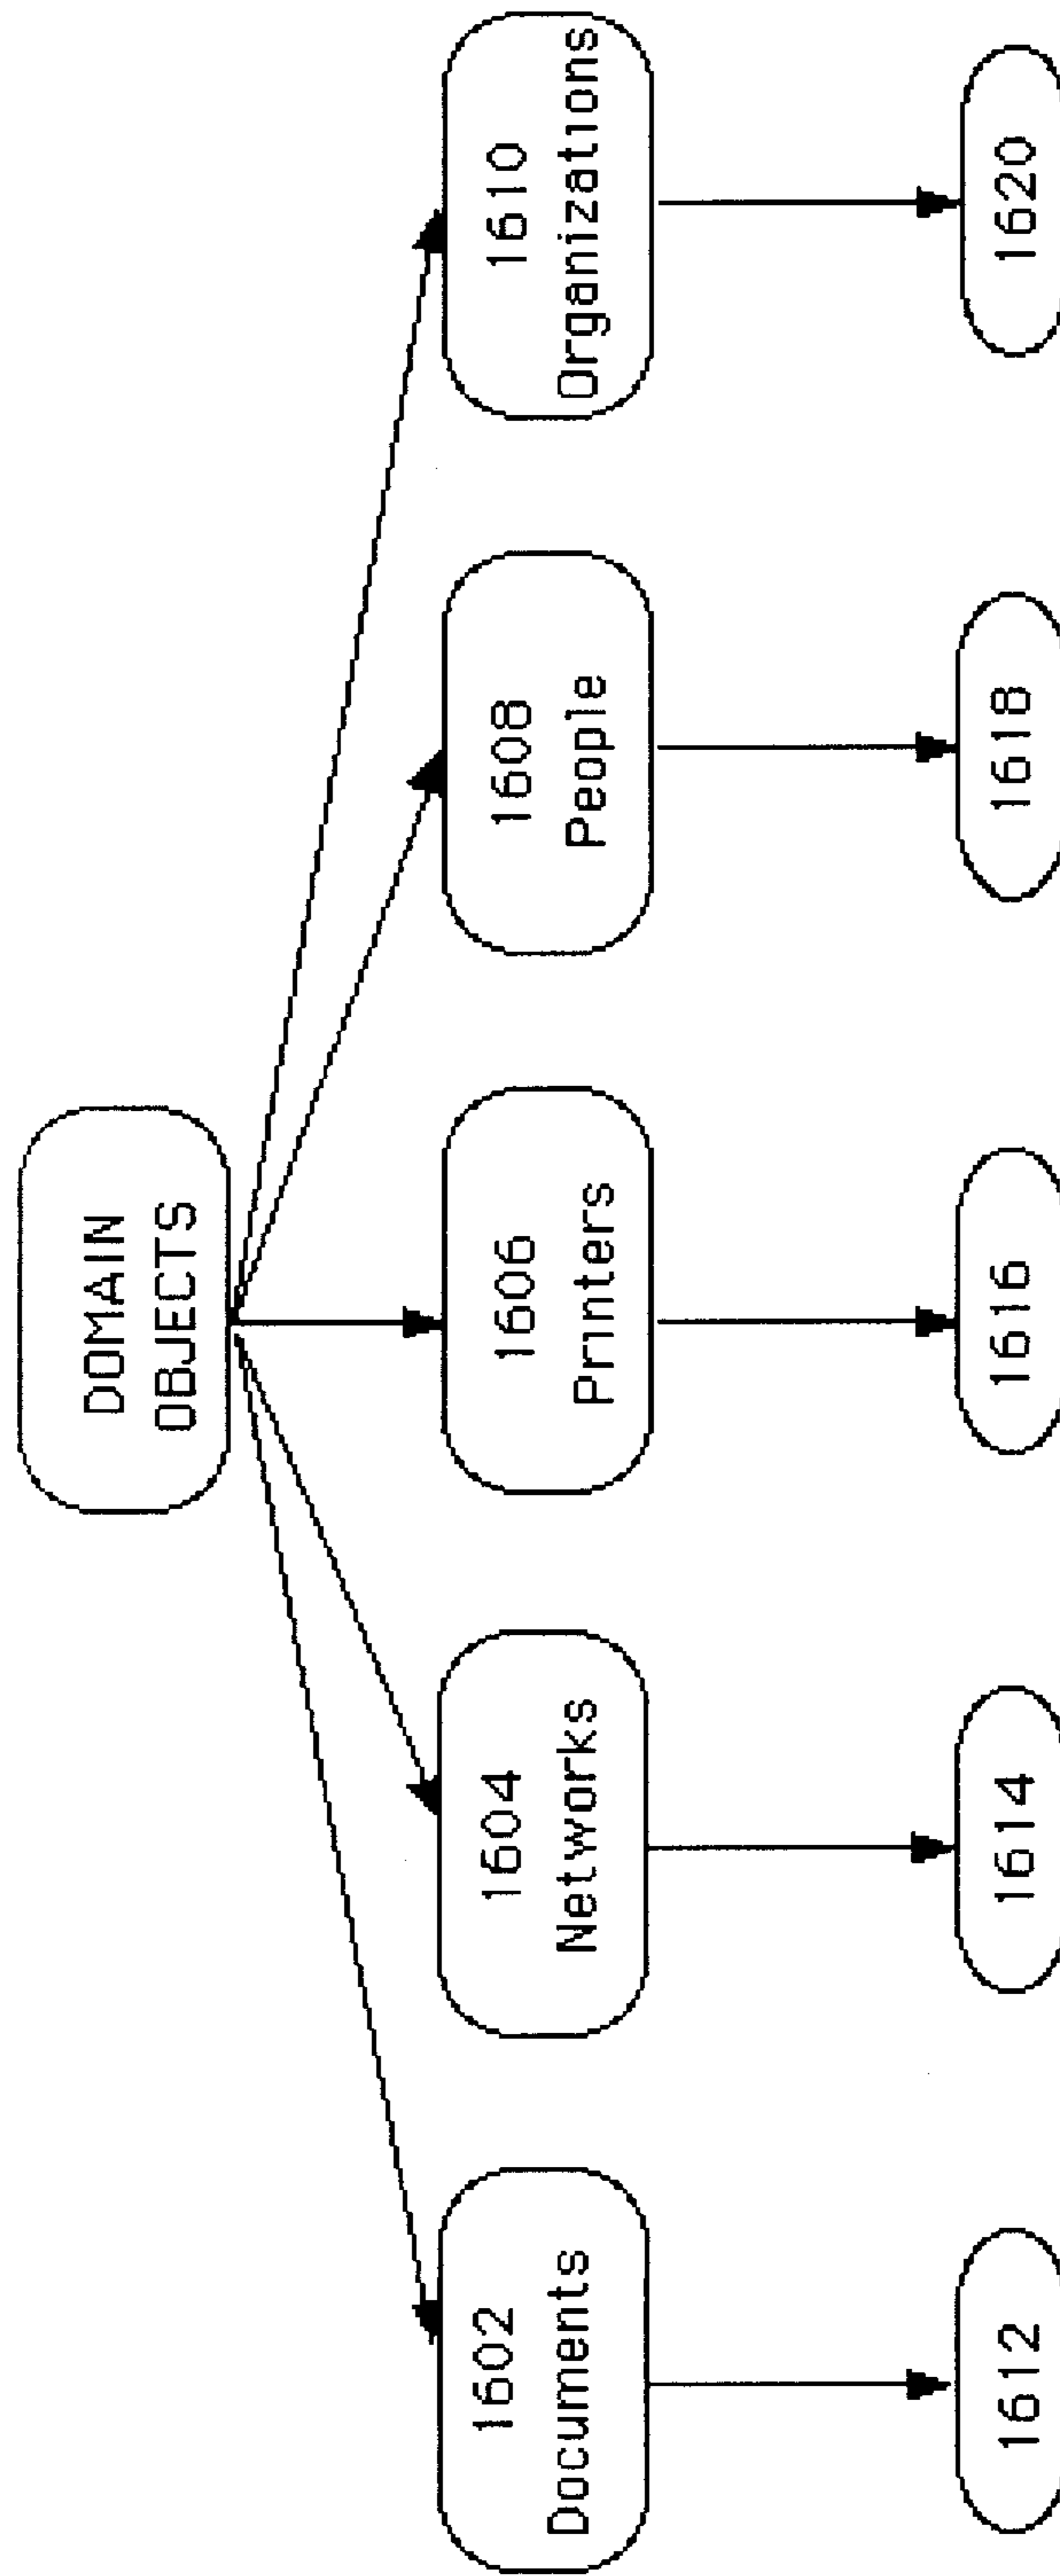 DOMAIN
OBJECTS
1602
Documents
1604
Networks
1606
Printers
1608
People
1610
Organizations
1612
1614
1616
1618
1620